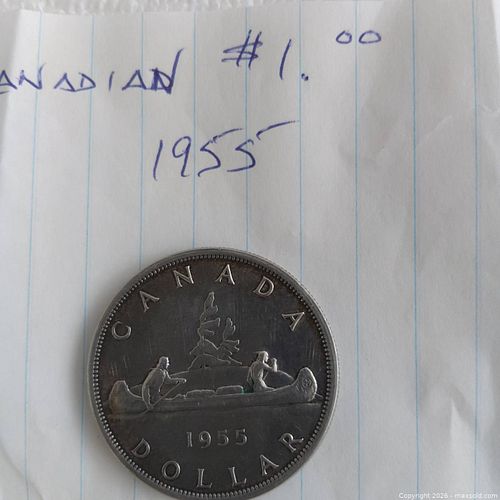 ANADIAN $1.00
1955
CANADA
1955
DOLLAR
Copyright 2026 - maxsold.com